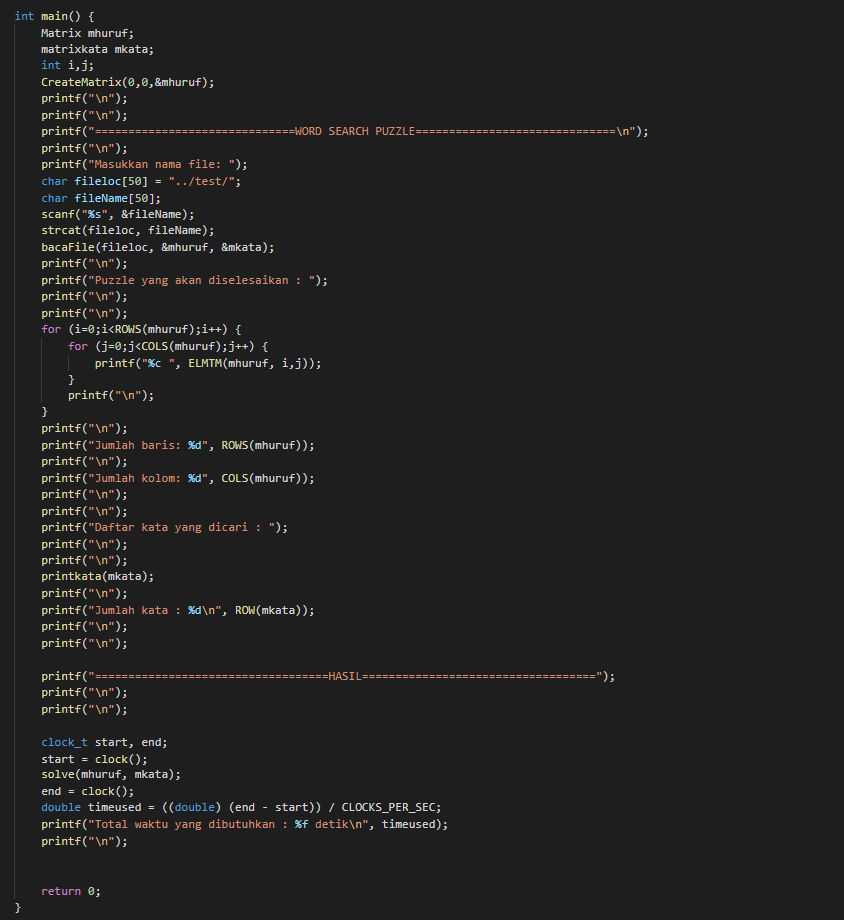 int main() {
    Matrix mhuruf;
    matrixkata mkata;
    int i,j;
    CreateMatrix(0,0,&mhuruf);
    printf("\n");
    printf("\n");
    printf("==============================WORD SEARCH PUZZLE==============================\n");
    printf("\n");
    printf("Masukkan nama file: ");
    char fileloc[50] = "../test/";
    char fileName[50];
    scanf("%s", &fileName);
    strcat(fileloc, fileName);
    bacaFile(fileloc, &mhuruf, &mkata);
    printf("\n");
    printf("Puzzle yang akan diselesaikan : ");
    printf("\n");
    printf("\n");
    for (i=0;i<ROWS(mhuruf);i++) {
        for (j=0;j<COLS(mhuruf);j++) {
            printf("%c ", ELMTM(mhuruf, i,j));
        }
        printf("\n");
    }
    printf("\n");
    printf("Jumlah baris: %d", ROWS(mhuruf));
    printf("\n");
    printf("Jumlah kolom: %d", COLS(mhuruf));
    printf("\n");
    printf("\n");
    printf("Daftar kata yang dicari : ");
    printf("\n");
    printf("\n");
    printkata(mkata);
    printf("\n");
    printf("Jumlah kata : %d\n", ROW(mkata));
    printf("\n");
    printf("\n");

    printf("===================================HASIL===================================");
    printf("\n");
    printf("\n");

    clock_t start, end;
    start = clock();
    solve(mhuruf, mkata);
    end = clock();
    double timeused = ((double) (end - start)) / CLOCKS_PER_SEC;
    printf("Total waktu yang dibutuhkan : %f detik\n", timeused);
    printf("\n");

    return 0;
}